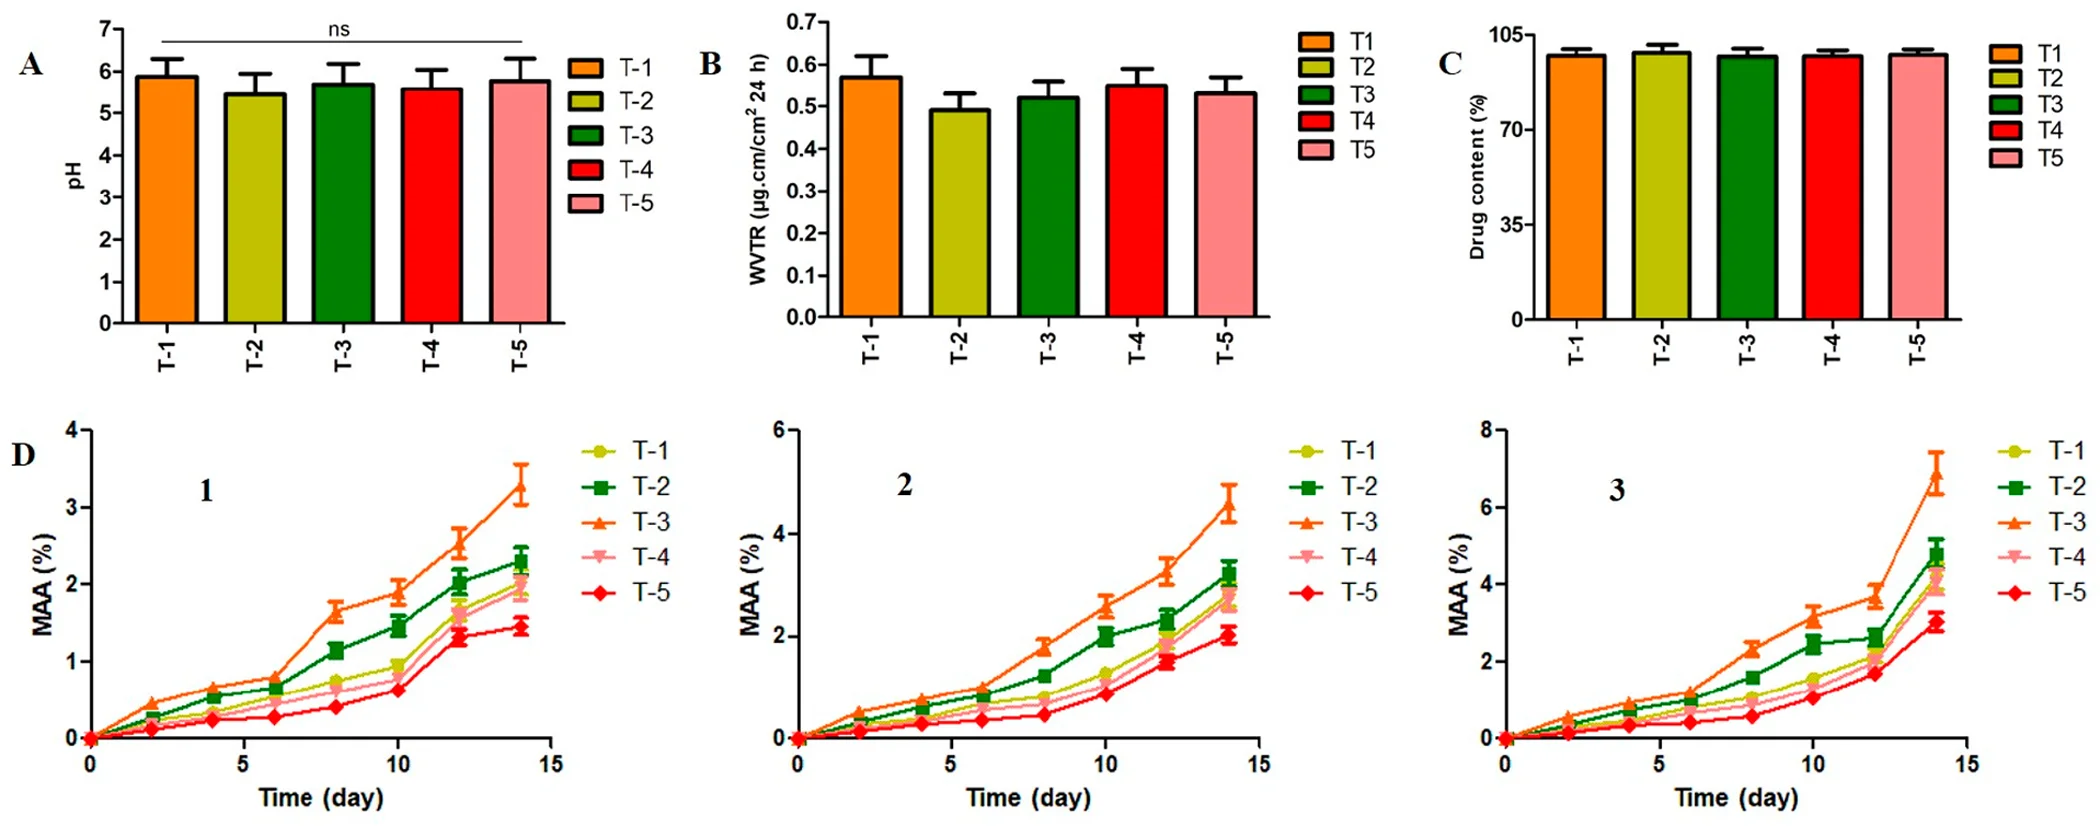 A
pH
7
6
5
4
3
2
1
0
ns
T-1
T-2
T-3
T-4
T-5
T-1
T-2
T-3
T-4
T-5
B
WVTR (µg.cm/cm² 24 h)
0.7
0.6
0.5
0.4
0.3
0.2
0.1
0.0
T-1
T-2
T-3
T-4
T-5
T1
T2
T3
T4
T5
C
Drug content (%)
105
70
35
0
T-1
T-2
T-3
T-4
T-5
T1
T2
T3
T4
T5
D
1
MAA (%)
4
3
2
1
0
0 5 10 15
Time (day)
T-1
T-2
T-3
T-4
T-5
2
MAA (%)
6
4
2
0
0 5 10 15
Time (day)
T-1
T-2
T-3
T-4
T-5
3
MAA (%)
8
6
4
2
0
0 5 10 15
Time (day)
T-1
T-2
T-3
T-4
T-5